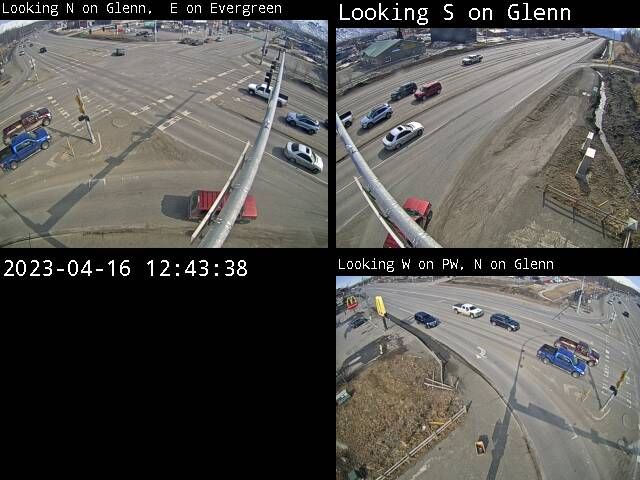 Looking N on Glenn,  E on Evergreen
Looking S on Glenn
2023-04-16 12:43:38
Looking W on PW, N on Glenn